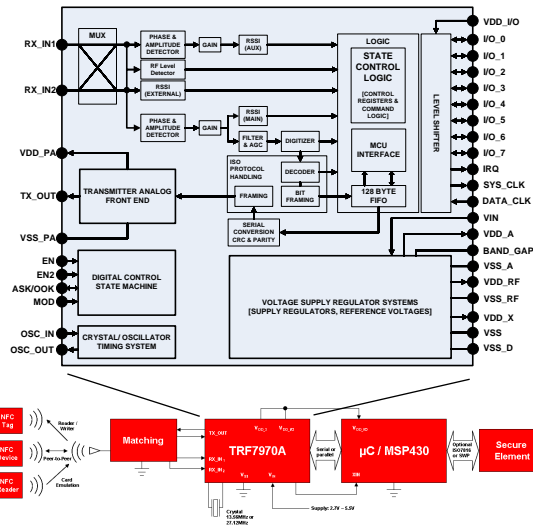 MUX
RX_IN1
RX_IN2
PHASE &
AMPLITUDE
DETECTOR
GAIN
RSSI
(AUX)
RF Level
Detector
RSSI
(EXTERNAL)
PHASE &
AMPLITUDE
DETECTOR
GAIN
RSSI
(MAIN)
FILTER
& AGC
DIGITIZER
ISO
PROTOCOL
HANDLING
DECODER
FRAMING
BIT
FRAMING
SERIAL
CONVERSION
CRC & PARITY
LOGIC
STATE
CONTROL
LOGIC
[CONTROL
REGISTERS &
COMMAND
LOGIC]
MCU
INTERFACE
128 BYTE
FIFO
LEVEL SHIFTER
VDD_I/O
I/O_0
I/O_1
I/O_2
I/O_3
I/O_4
I/O_5
I/O_6
I/O_7
IRQ
SYS_CLK
DATA_CLK
VIN
VDD_A
BAND_GAP
VSS_A
VDD_RF
VSS_RF
VDD_X
VSS
VSS_D
VDD_PA
TX_OUT
VSS_PA
TRANSMITTER ANALOG
FRONT END
EN
EN2
ASK/OOK
MOD
DIGITAL CONTROL
STATE MACHINE
OSC_IN
OSC_OUT
CRYSTAL/ OSCILLATOR
TIMING SYSTEM
VOLTAGE SUPPLY REGULATOR SYSTEMS
[SUPPLY REGULATORS, REFERENCE VOLTAGES]
NFC
Tag
Reader /
Writer
Peer-to-Peer
Card
Emulation
Matching
TX_OUT
RX_IN1
RX_IN2
TRF7970A
Serial or
parallel
µC / MSP430
XIN
Optional
ISO7816
or SWP
Secure
Element
Crystal
13.56MHz or
27.12MHz
Supply: 2.7V – 5.5V